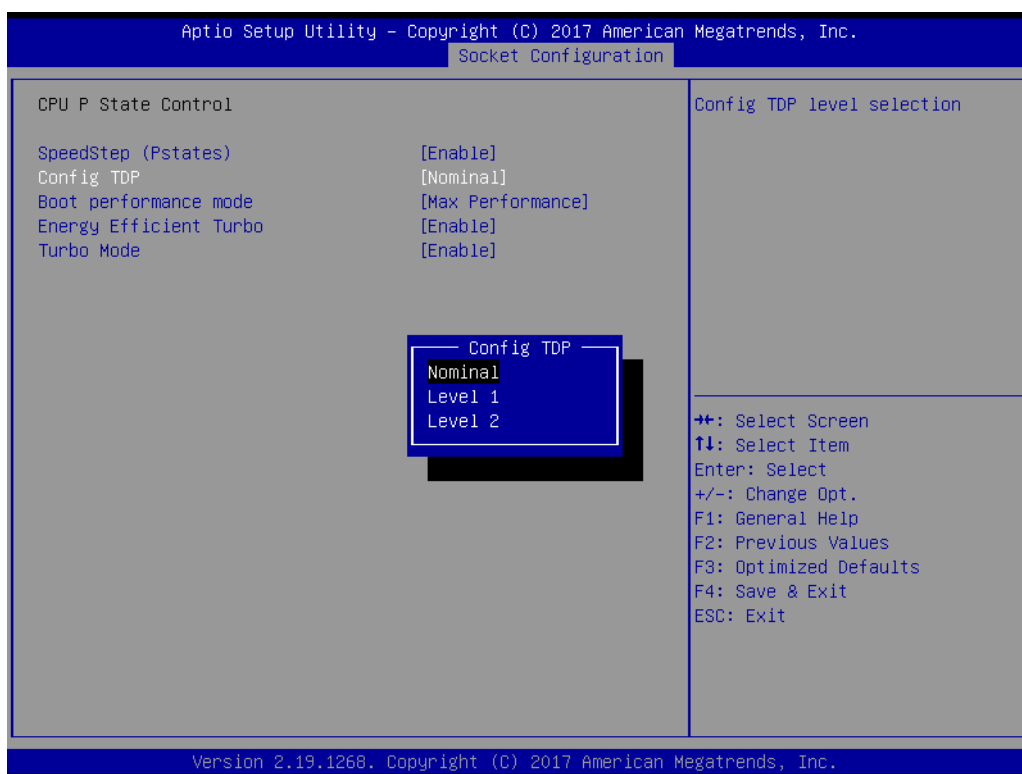 Aptio Setup Utility – Copyright (C) 2017 American Megatrends, Inc.
Socket Configuration
CPU P State Control
SpeedStep (Pstates) [Enable]
Config TDP [Nominal]
Boot performance mode [Max Performance]
Energy Efficient Turbo [Enable]
Turbo Mode [Enable]
Config TDP
Nominal
Level 1
Level 2
Config TDP level selection
→←: Select Screen
↑↓: Select Item
Enter: Select
+/-: Change Opt.
F1: General Help
F2: Previous Values
F3: Optimized Defaults
F4: Save & Exit
ESC: Exit
Version 2.19.1268. Copyright (C) 2017 American Megatrends, Inc.